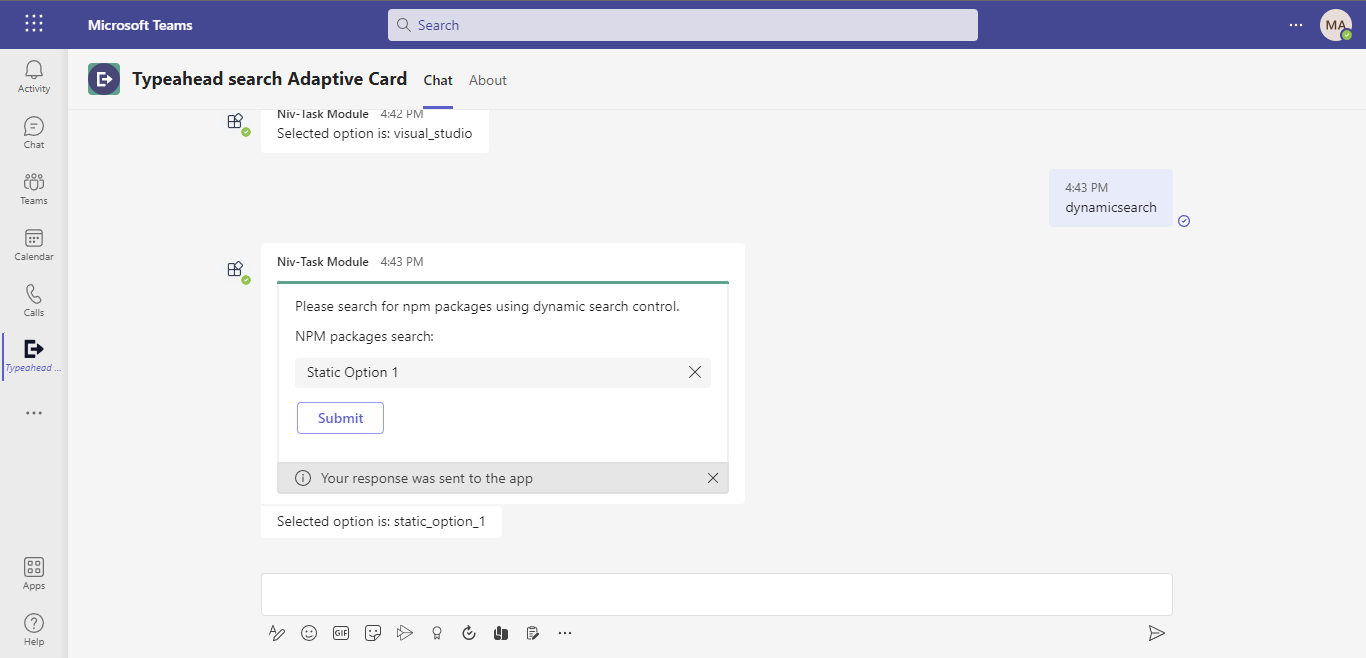 Microsoft Teams
Search
MA
Activity
Chat
Teams
Calendar
Calls
Typeahead ...
Apps
Help
Typeahead search Adaptive Card
Chat
About
Niv-Task Module 4:42 PM
Selected option is: visual_studio
4:43 PM
dynamicsearch
Niv-Task Module 4:43 PM
Please search for npm packages using dynamic search control.
NPM packages search:
Static Option 1
Submit
Your response was sent to the app
Selected option is: static_option_1
GIF